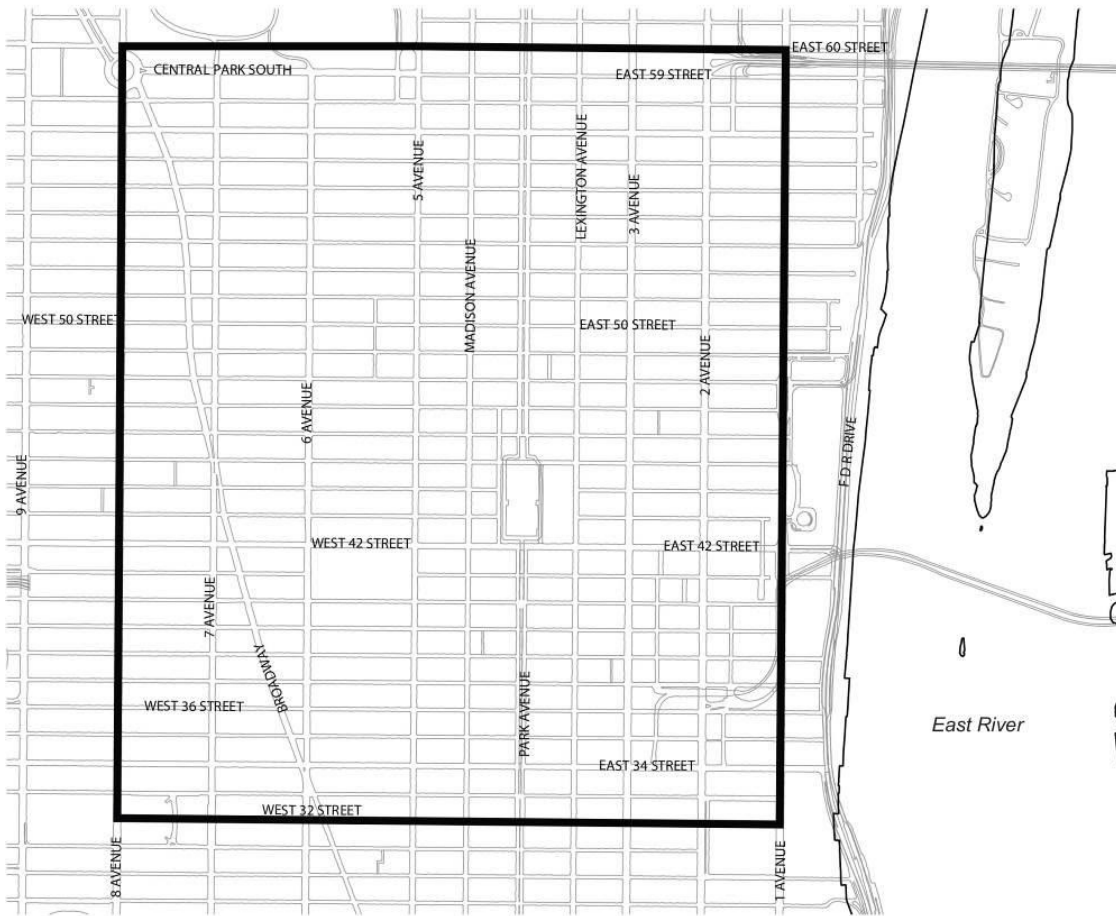 EAST 60 STREET
CENTRAL PARK SOUTH
EAST 59 STREET
5 AVENUE
LEXINGTON AVENUE
3 AVENUE
MADISON AVENUE
WEST 50 STREET
EAST 50 STREET
2 AVENUE
6 AVENUE
F D R DRIVE
9 AVENUE
WEST 42 STREET
EAST 42 STREET
7 AVENUE
BROADWAY
WEST 36 STREET
PARK AVENUE
East River
EAST 34 STREET
WEST 32 STREET
8 AVENUE
1 AVENUE